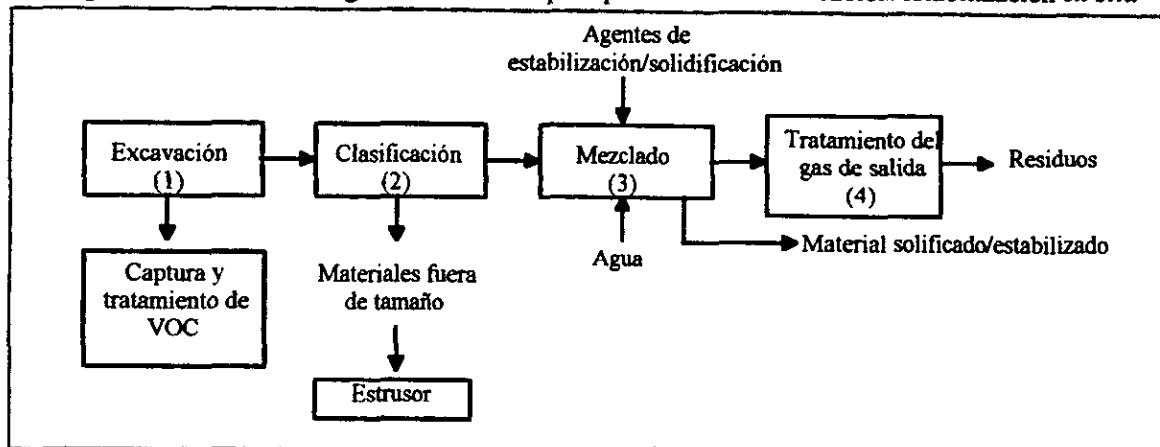 Agentes de
estabilización/solidificación
Excavación
(1)
Clasificación
(2)
Mezclado
(3)
Tratamiento del
gas de salida
(4)
Residuos
Captura y
tratamiento de
VOC
Materiales fuera
de tamaño
Agua
Material solificado/estabilizado
Estrusor